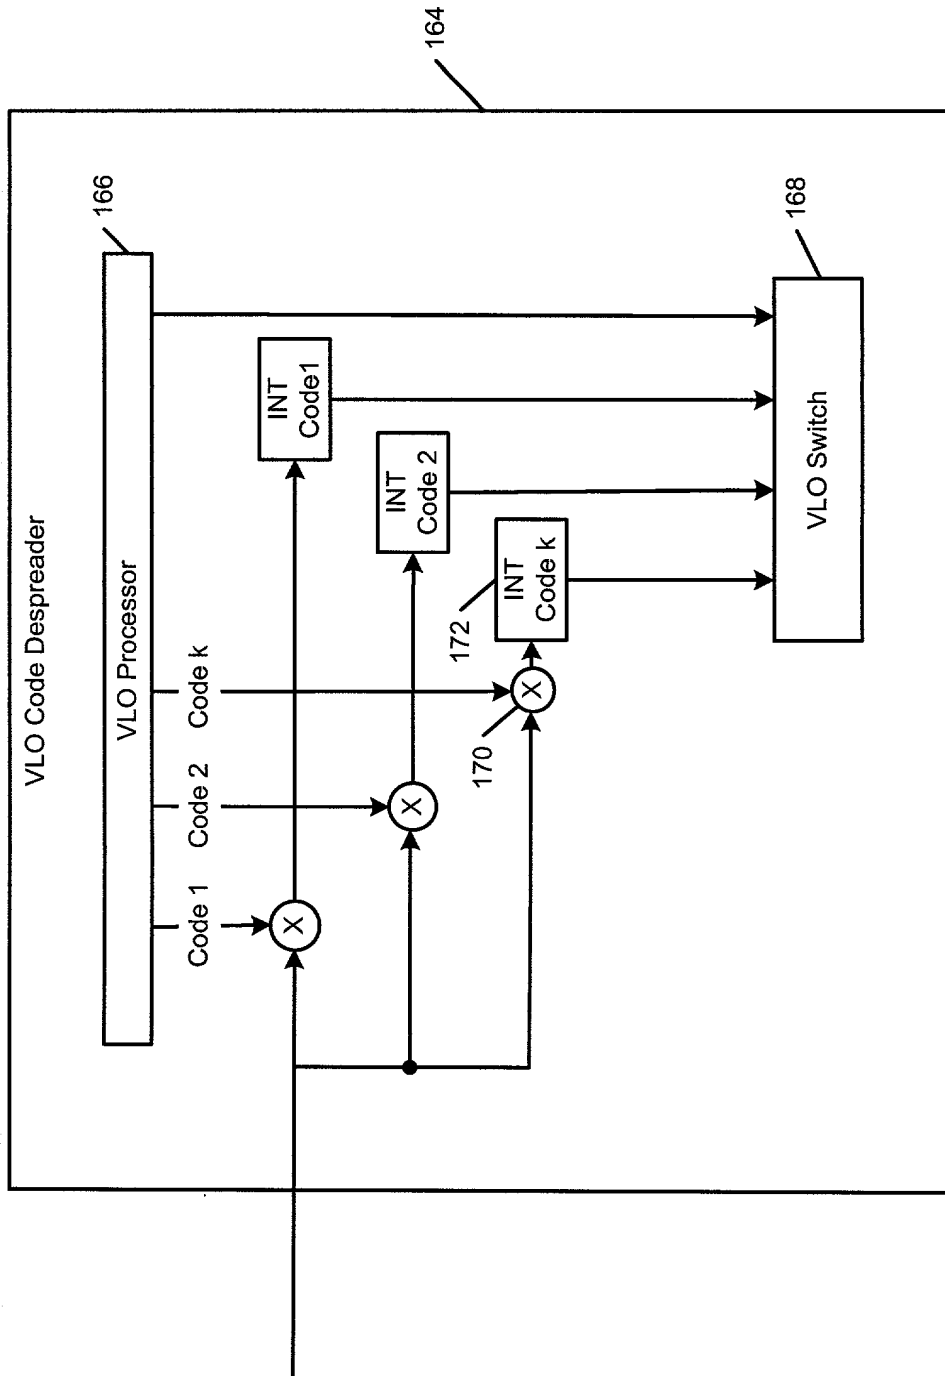 VLO Code Despreader
164
VLO Processor
166
Code 1
Code 2
Code k
X
X
X
170
INT
Code1
INT
Code 2
INT
Code k
172
VLO Switch
168